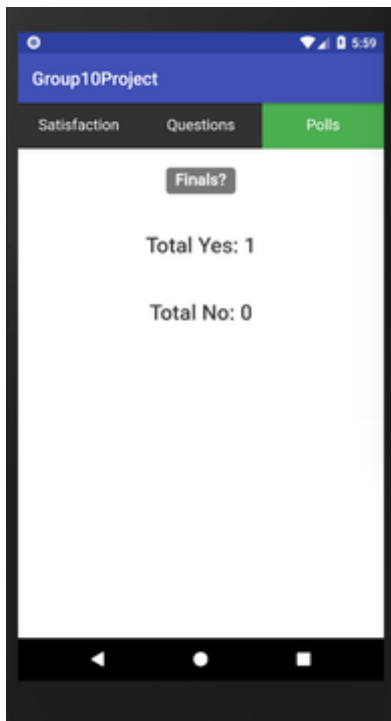 5:59
Group10Project
Satisfaction Questions Polls
Finals?
Total Yes: 1
Total No: 0